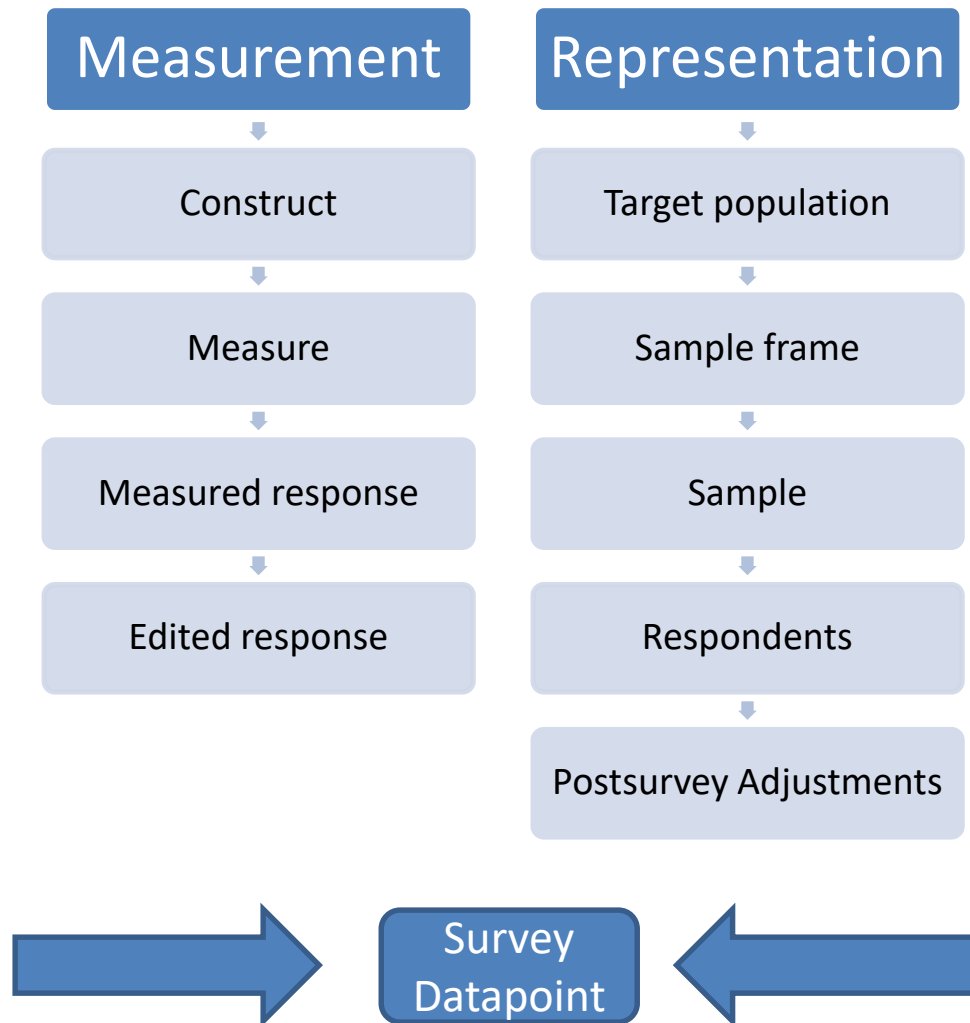 Measurement
Construct
Measure
Measured response
Edited response
Representation
Target population
Sample frame
Sample
Respondents
Postsurvey Adjustments
Survey
Datapoint